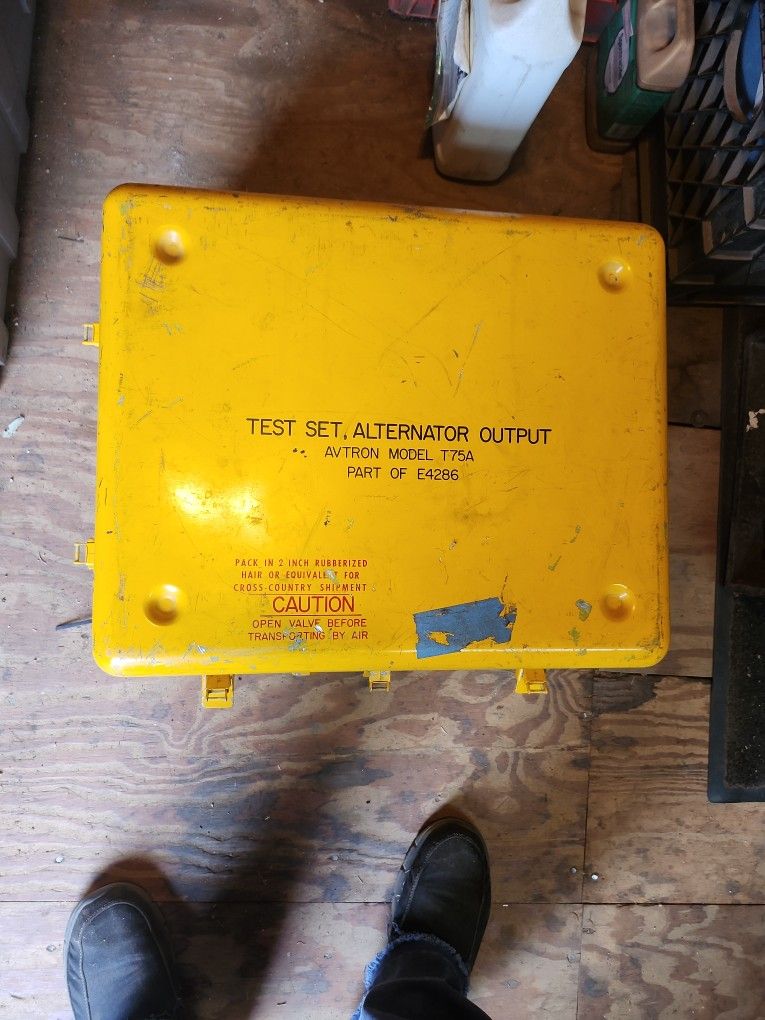 TEST SET, ALTERNATOR OUTPUT
AVTRON MODEL T75A
PART OF E4286
PACK IN 2 INCH RUBBERIZED
HAIR OR EQUIVALENT FOR
CROSS-COUNTRY SHIPMENT
CAUTION
OPEN VALVE BEFORE
TRANSPORTING BY AIR